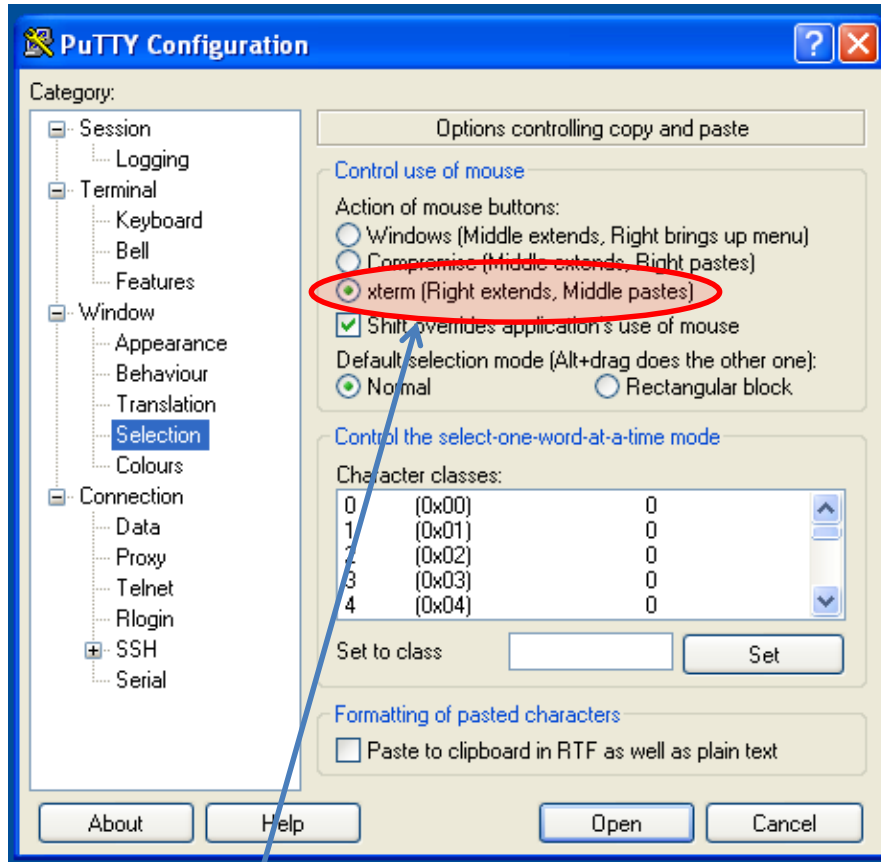 PuTTY Configuration
Category:
Session
Logging
Terminal
Keyboard
Bell
Features
Window
Appearance
Behaviour
Translation
Selection
Colours
Connection
Data
Proxy
Telnet
Rlogin
SSH
Serial
Options controlling copy and paste
Control use of mouse
Action of mouse buttons:
Windows (Middle extends, Right brings up menu)
Compromise (Middle extends, Right pastes)
xterm (Right extends, Middle pastes)
Shift overrides application's use of mouse
Default selection mode (Alt+drag does the other one):
Normal Rectangular block
Control the select-one-word-at-a-time mode
Character classes:
0 (0x00) 0
1 (0x01) 0
2 (0x02) 0
3 (0x03) 0
4 (0x04) 0
Set to class Set
Formatting of pasted characters
Paste to clipboard in RTF as well as plain text
About Help Open Cancel